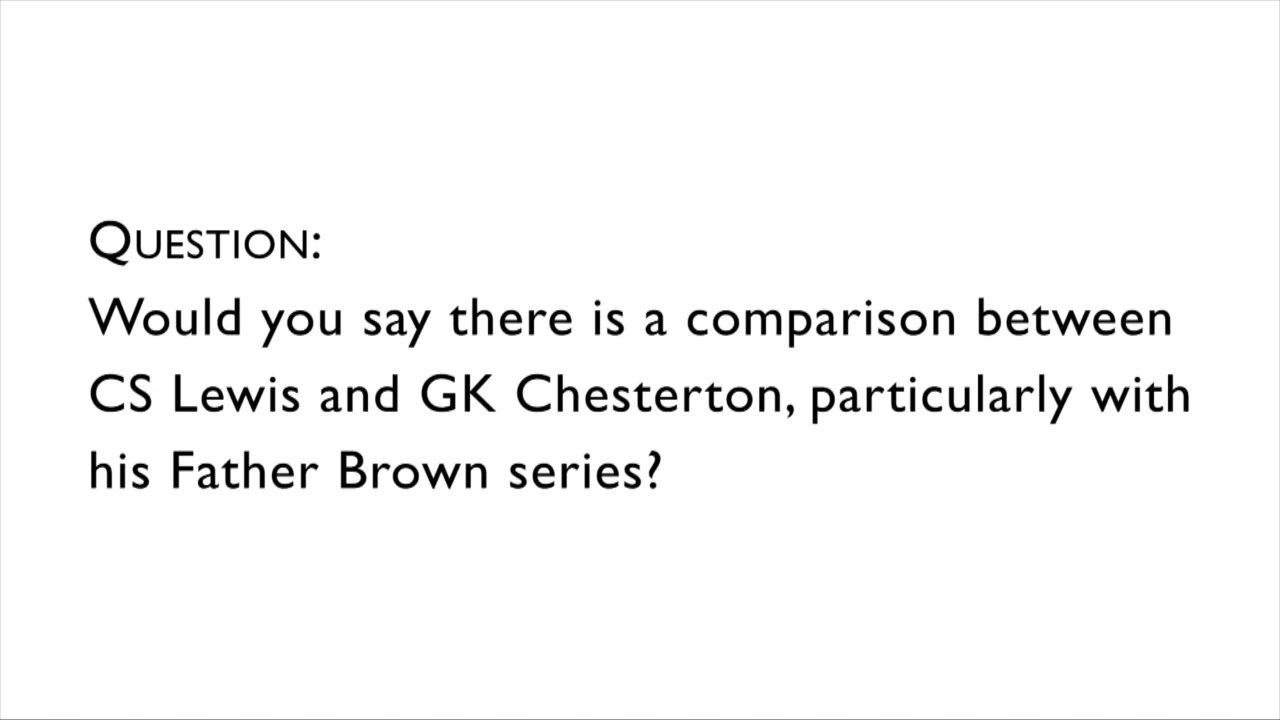 QUESTION:
Would you say there is a comparison between
CS Lewis and GK Chesterton, particularly with
his Father Brown series?